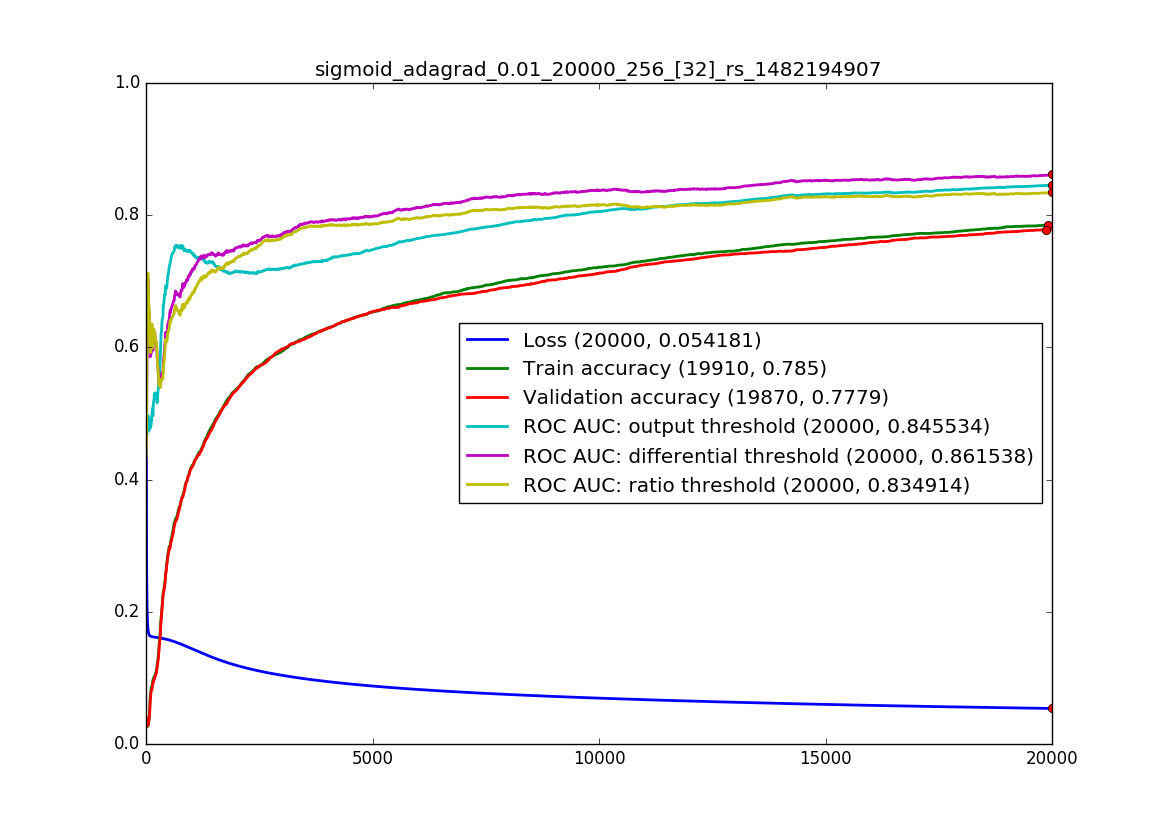 sigmoid_adagrad_0.01_20000_256_[32]_rs_1482194907
1.0
0.8
0.6
0.4
0.2
0.0
Loss (20000, 0.054181)
Train accuracy (19910, 0.785)
Validation accuracy (19870, 0.7779)
ROC AUC: output threshold (20000, 0.845534)
ROC AUC: differential threshold (20000, 0.861538)
ROC AUC: ratio threshold (20000, 0.834914)
0 5000 10000 15000 20000